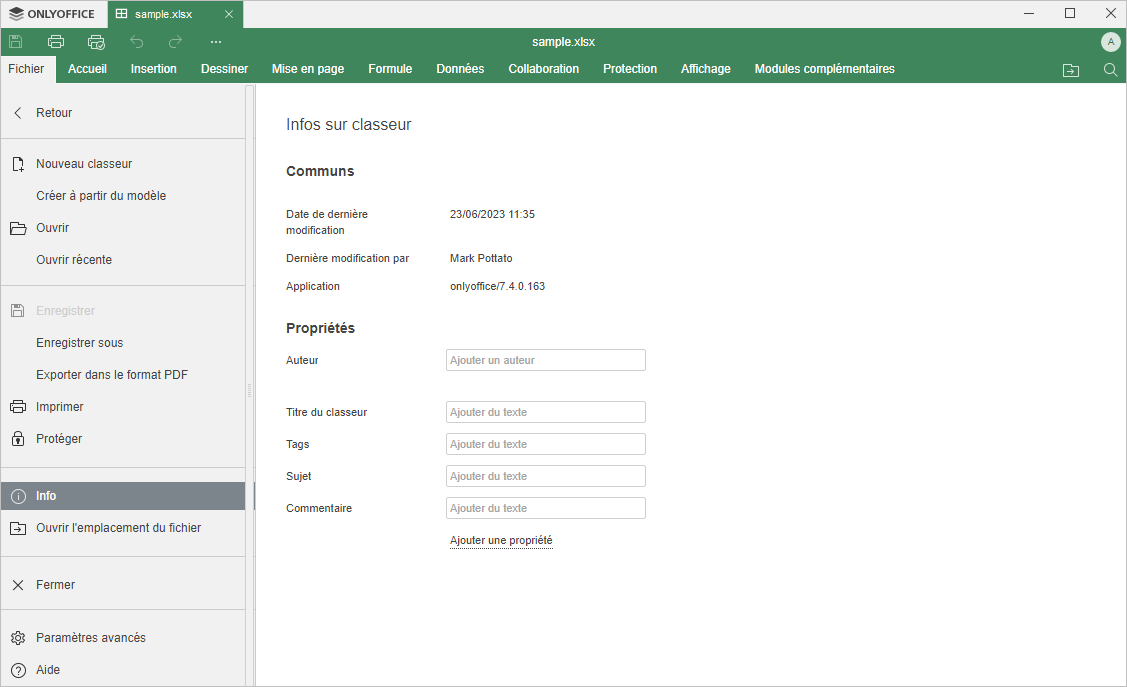 ONLYOFFICE
sample.xlsx
sample.xlsx
A
Fichier Accueil Insertion Dessiner Mise en page Formule Données Collaboration Protection Affichage Modules complémentaires
Retour
Nouveau classeur
Créer à partir du modèle
Ouvrir
Ouvrir récente
Enregistrer
Enregistrer sous
Exporter dans le format PDF
Imprimer
Protéger
Info
Ouvrir l'emplacement du fichier
Fermer
Paramètres avancés
Aide
Infos sur classeur
Communs
Date de dernière modification 23/06/2023 11:35
Dernière modification par Mark Pottato
Application onlyoffice/7.4.0.163
Propriétés
Auteur Ajouter un auteur
Titre du classeur Ajouter du texte
Tags Ajouter du texte
Sujet Ajouter du texte
Commentaire Ajouter du texte
Ajouter une propriété